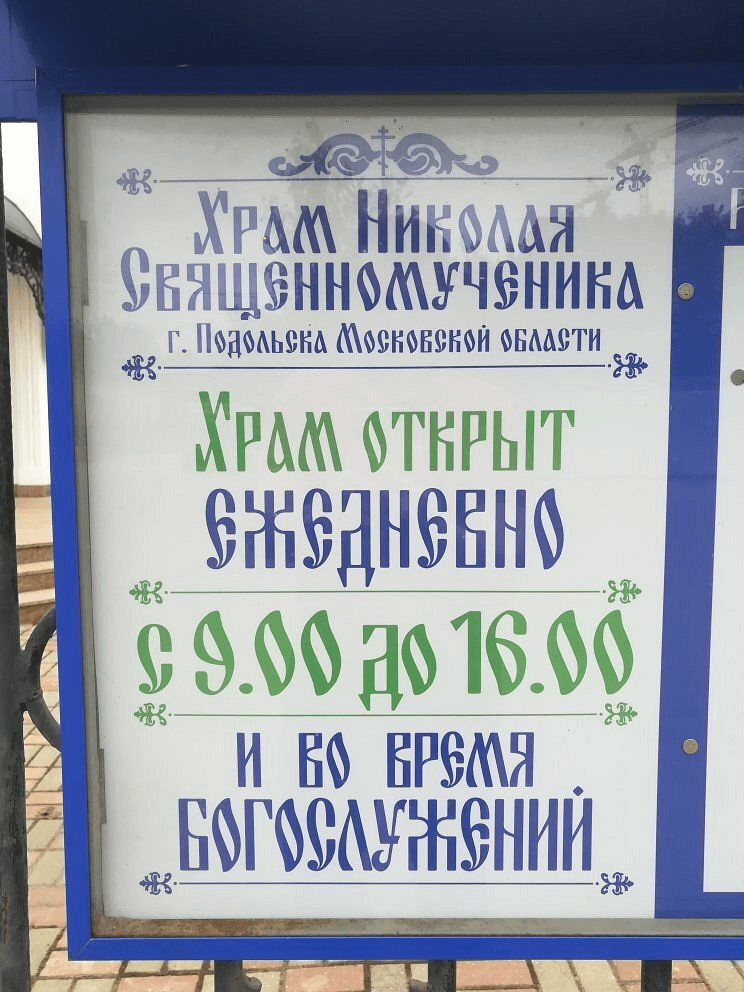 Храм Николая
Священномученика
г. Подольска Московской области
Храм открыт
ежедневно
с 9.00 до 16.00
и во время
богослужений